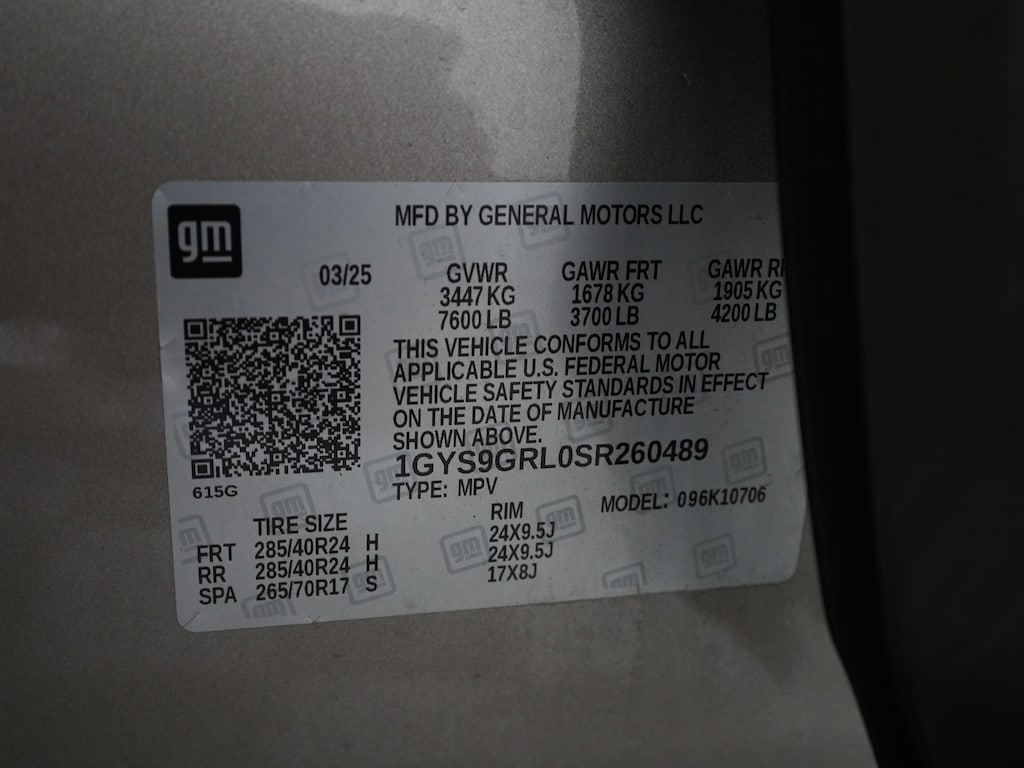 gm
MFD BY GENERAL MOTORS LLC
03/25 GVWR GAWR FRT GAWR
3447 KG 1678 KG 1905 KG
7600 LB 3700 LB 4200 LB
THIS VEHICLE CONFORMS TO ALL
APPLICABLE U.S. FEDERAL MOTOR
VEHICLE SAFETY STANDARDS IN EFFECT
ON THE DATE OF MANUFACTURE
SHOWN ABOVE.
1GYS9GRL0SR260489
615G TYPE: MPV MODEL: 096K10706
TIRE SIZE RIM
FRT 285/40R24 H 24X9.5J
RR 285/40R24 H 24X9.5J
SPA 265/70R17 S 17X8J